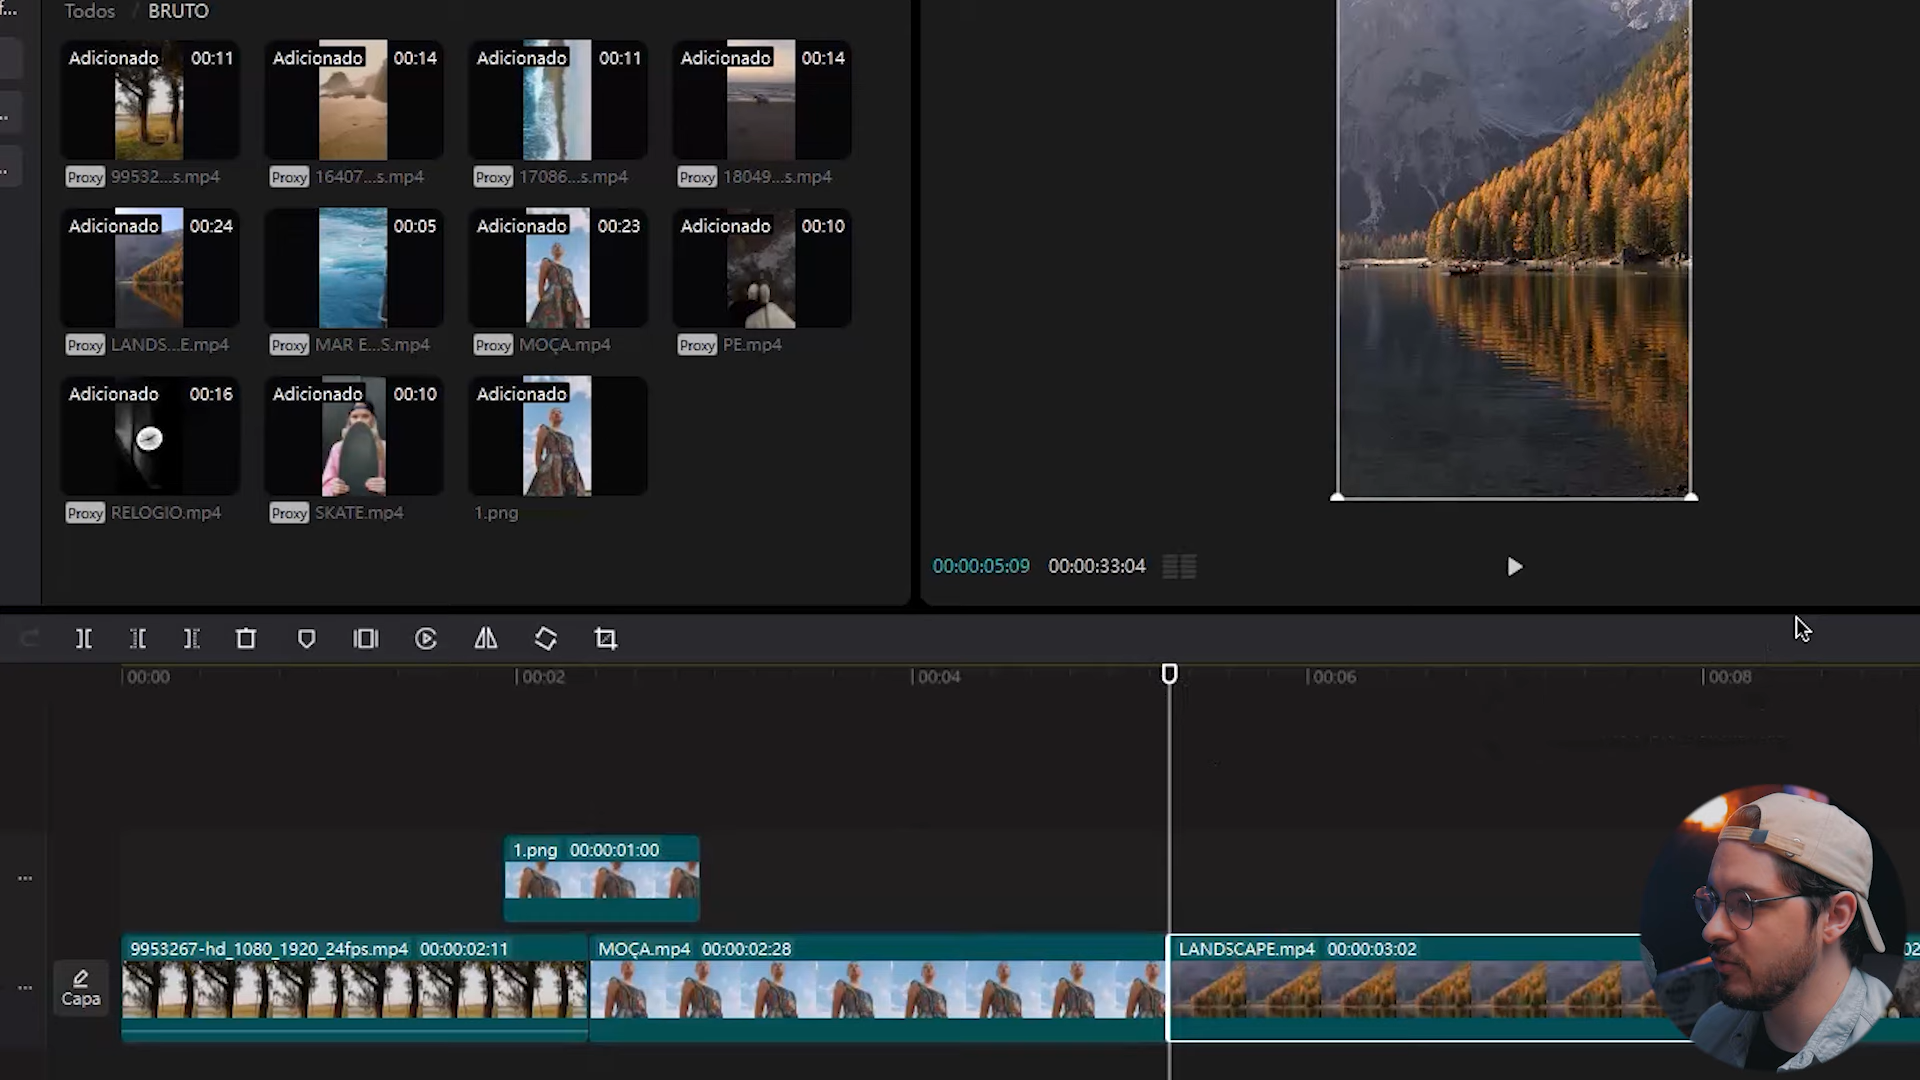 Todos / BRUTO
Adicionado 00:11 Adicionado 00:14 Adicionado 00:11 Adicionado 00:14
Proxy 99532...s.mp4 Proxy 16407...s.mp4 Proxy 17086...s.mp4 Proxy 18049...s.mp4
Adicionado 00:24 00:05 Adicionado 00:23 Adicionado 00:10
Proxy LANDS...E.mp4 Proxy MAR E...S.mp4 Proxy MOÇA.mp4 Proxy PE.mp4
Adicionado 00:16 Adicionado 00:10 Adicionado
Proxy RELOGIO.mp4 Proxy SKATE.mp4 1.png
00:00:05:09 00:00:33:04
00:00 00:02 00:04 00:06 00:08
1.png 00:00:01:00
9953267-hd_1080_1920_24fps.mp4 00:00:02:11 MOÇA.mp4 00:00:02:28 LANDSCAPE.mp4 00:00:03:02
Capa